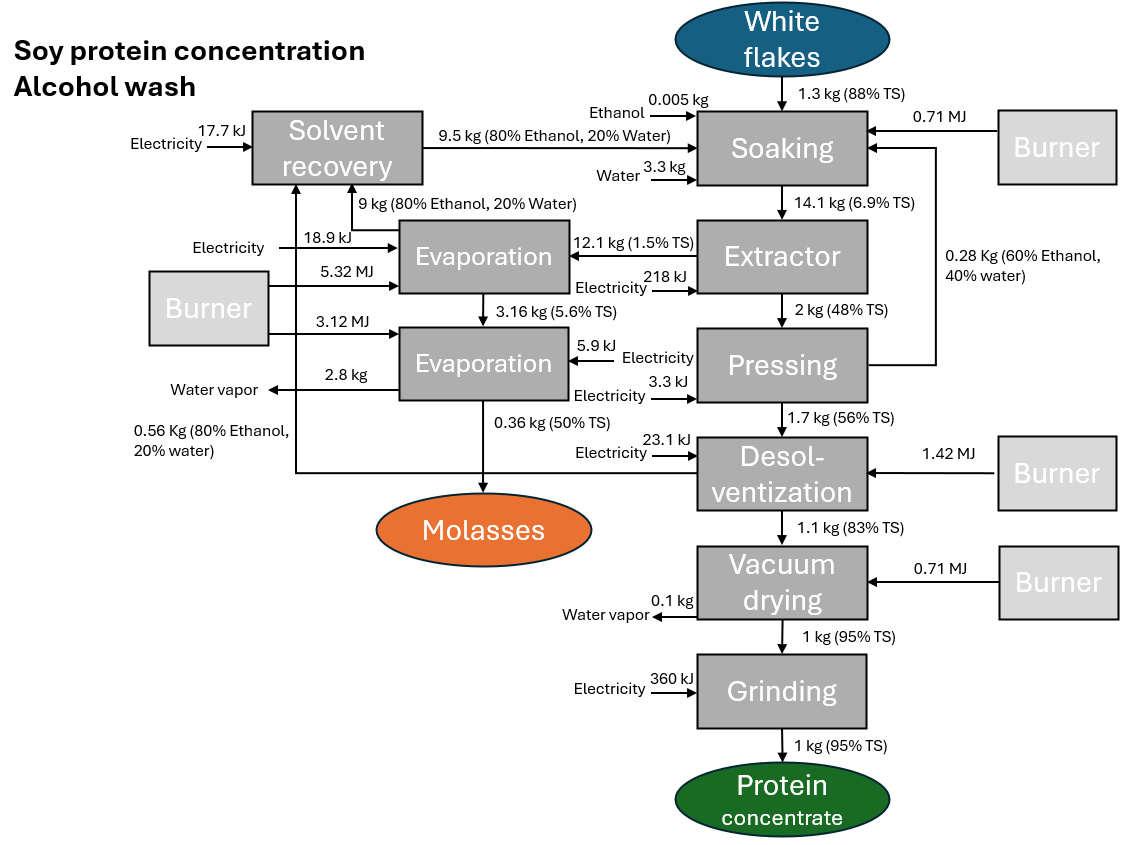 Soy protein concentration
Alcohol wash
White
flakes
1.3 kg (88% TS)
Ethanol
0.005 kg
0.71 MJ
Burner
Electricity
17.7 kJ
Solvent
recovery
9.5 kg (80% Ethanol, 20% Water)
Soaking
Water
3.3 kg
14.1 kg (6.9% TS)
9 kg (80% Ethanol, 20% Water)
Electricity
18.9 kJ
Evaporation
12.1 kg (1.5% TS)
Extractor
0.28 Kg (60% Ethanol,
40% water)
Burner
5.32 MJ
Electricity
218 kJ
3.16 kg (5.6% TS)
2 kg (48% TS)
3.12 MJ
Evaporation
5.9 kJ
Electricity
Pressing
Water vapor
2.8 kg
Electricity
3.3 kJ
0.36 kg (50% TS)
1.7 kg (56% TS)
0.56 Kg (80% Ethanol,
20% water)
Electricity
23.1 kJ
Desol-
ventization
1.42 MJ
Burner
Molasses
1.1 kg (83% TS)
Vacuum
drying
0.71 MJ
Burner
Water vapor
0.1 kg
1 kg (95% TS)
Electricity
360 kJ
Grinding
1 kg (95% TS)
Protein
concentrate